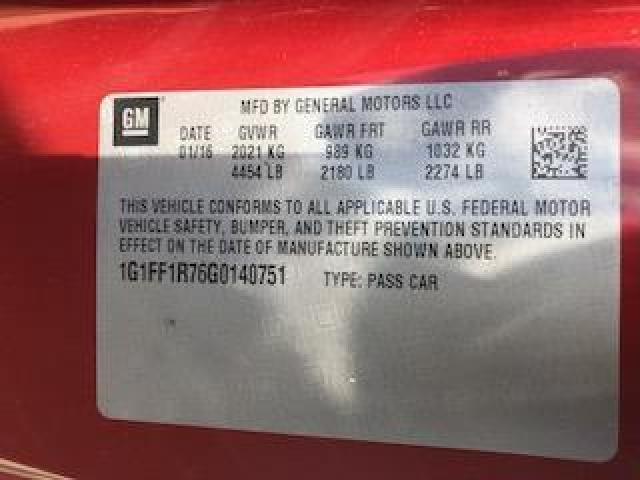 GM
MFD BY GENERAL MOTORS LLC
DATE GVWR GAWR FRT GAWR RR
01/16 2021 KG 989 KG 1032 KG
4454 LB 2180 LB 2274 LB
THIS VEHICLE CONFORMS TO ALL APPLICABLE U.S. FEDERAL MOTOR
VEHICLE SAFETY, BUMPER, AND THEFT PREVENTION STANDARDS IN
EFFECT ON THE DATE OF MANUFACTURE SHOWN ABOVE.
1G1FF1R76G0140751 TYPE: PASS CAR